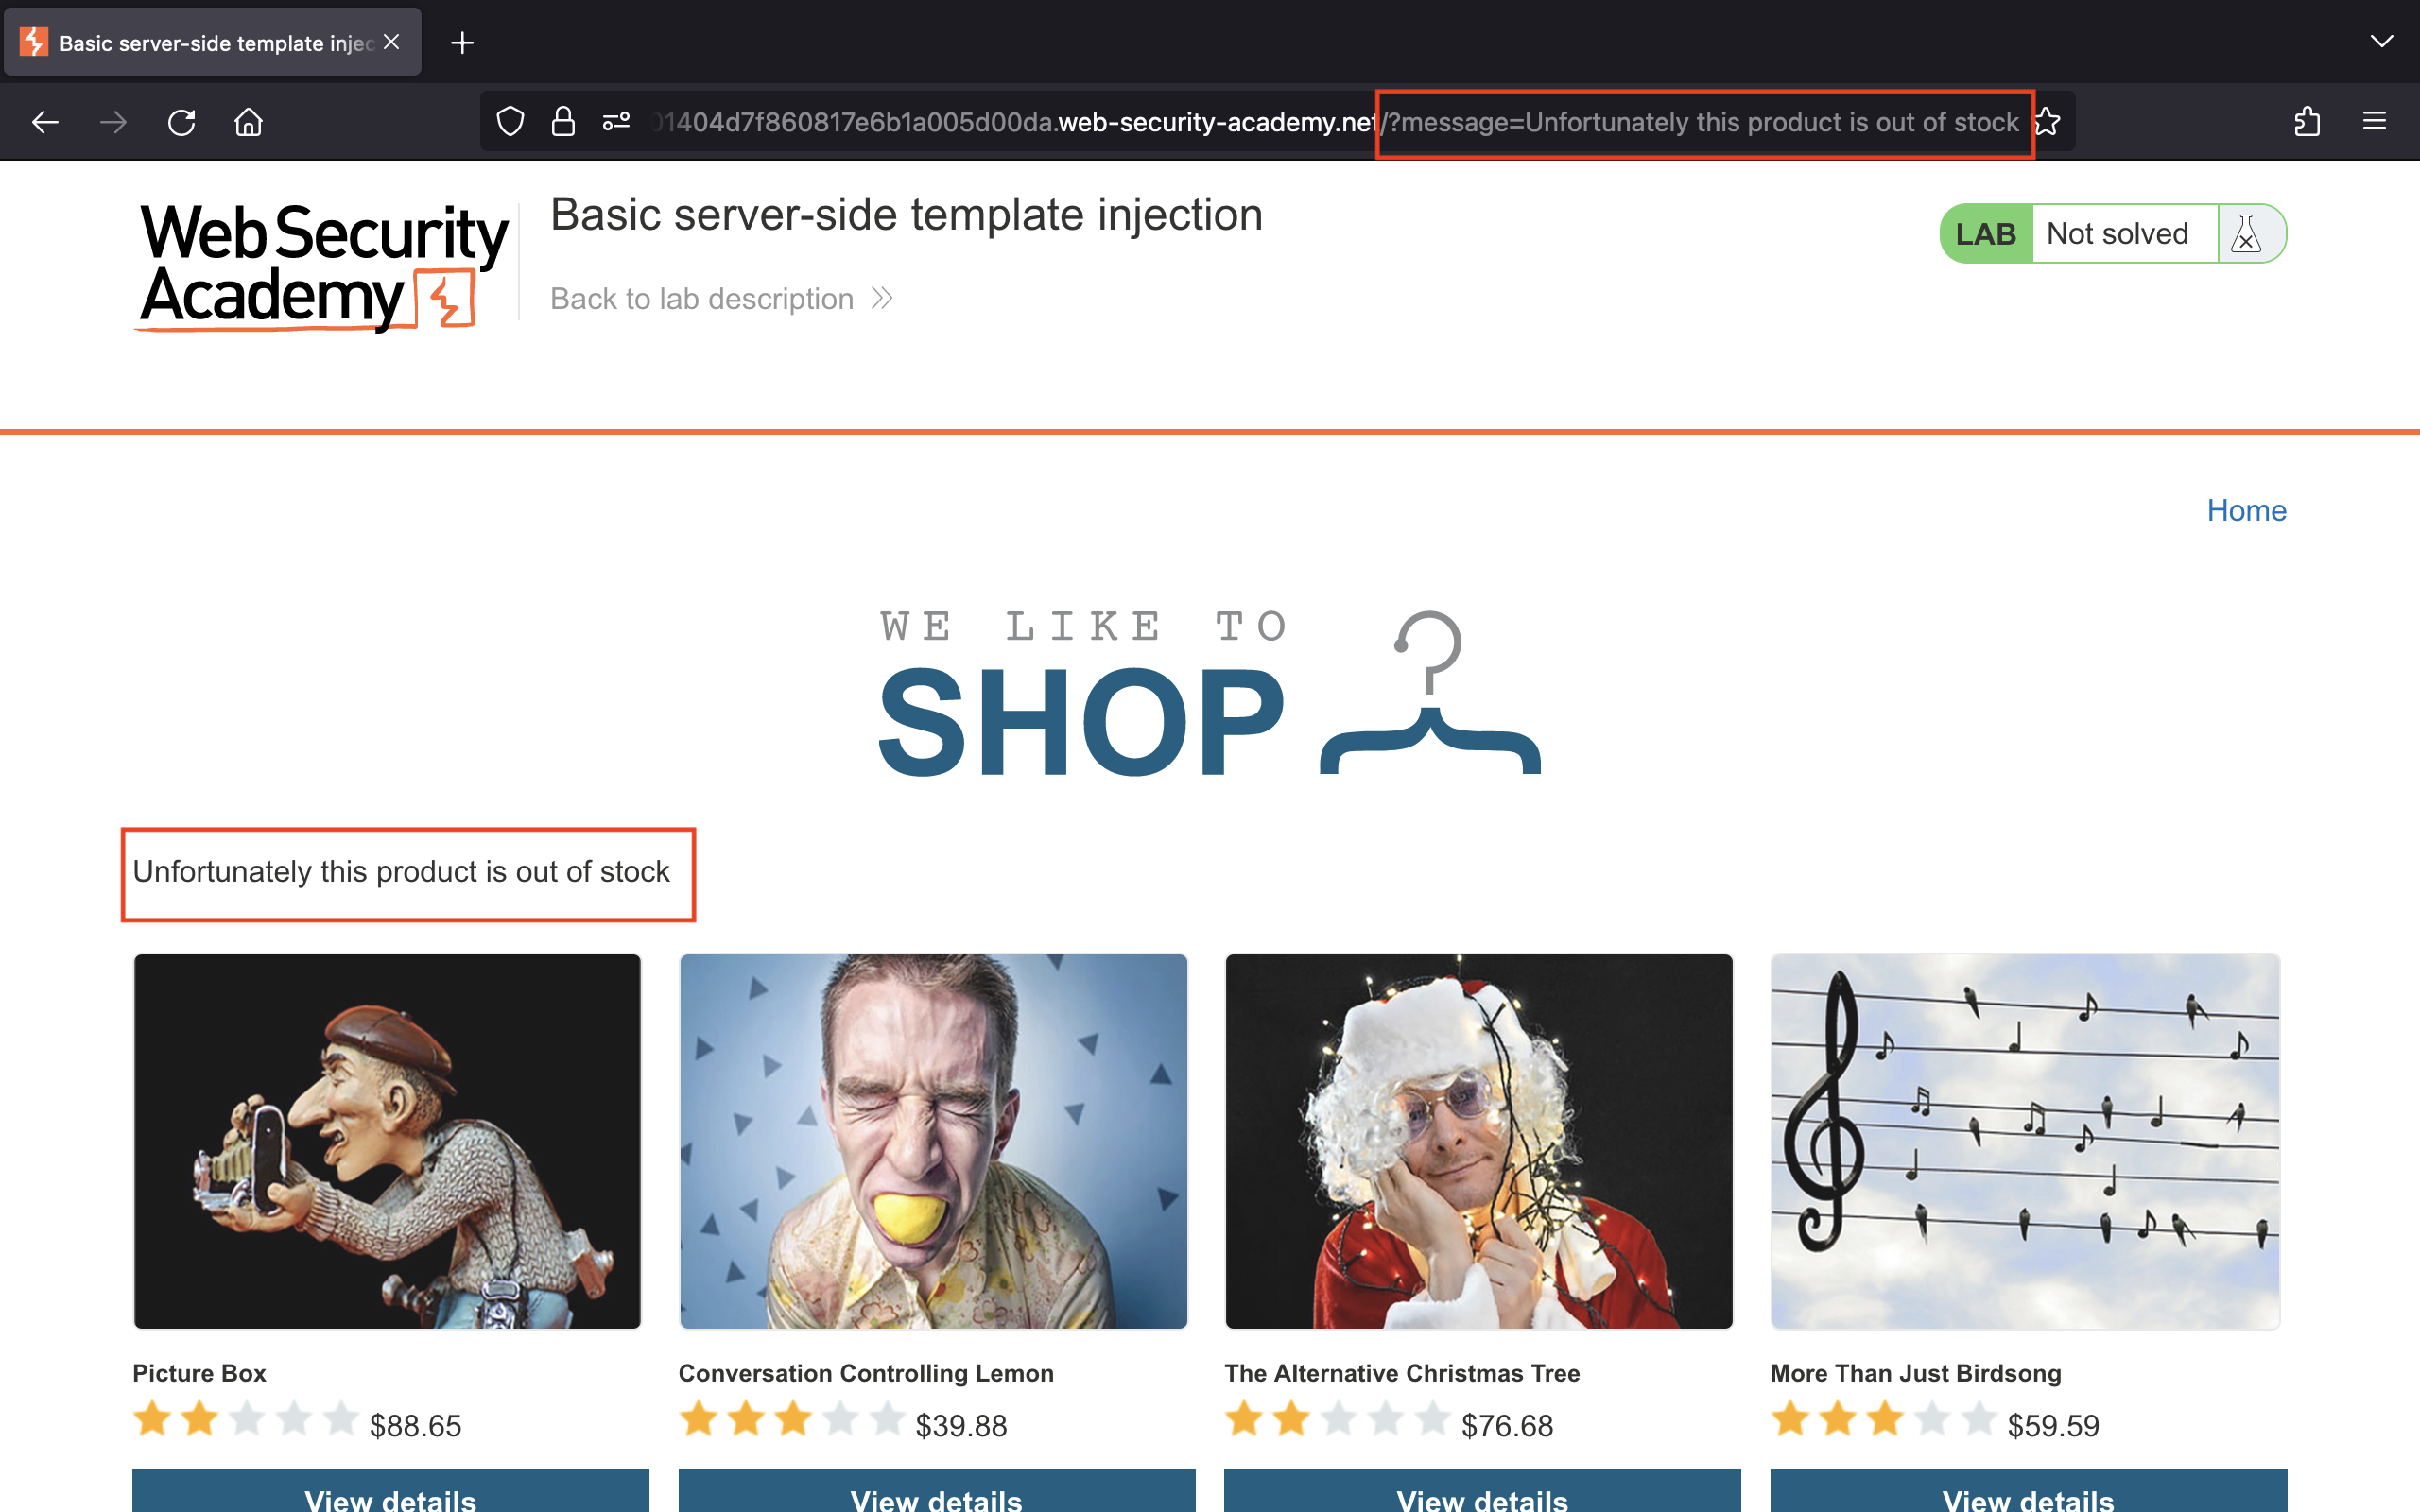 Basic server-side template injec
01404d7f860817e6b1a005d00da.web-security-academy.net/?message=Unfortunately this product is out of stock
WebSecurity
Academy
Basic server-side template injection
Back to lab description
LAB Not solved
Home
WE LIKE TO
SHOP
Unfortunately this product is out of stock
Picture Box
Conversation Controlling Lemon
The Alternative Christmas Tree
More Than Just Birdsong
$88.65
$39.88
$76.68
$59.59
View details
View details
View details
View details